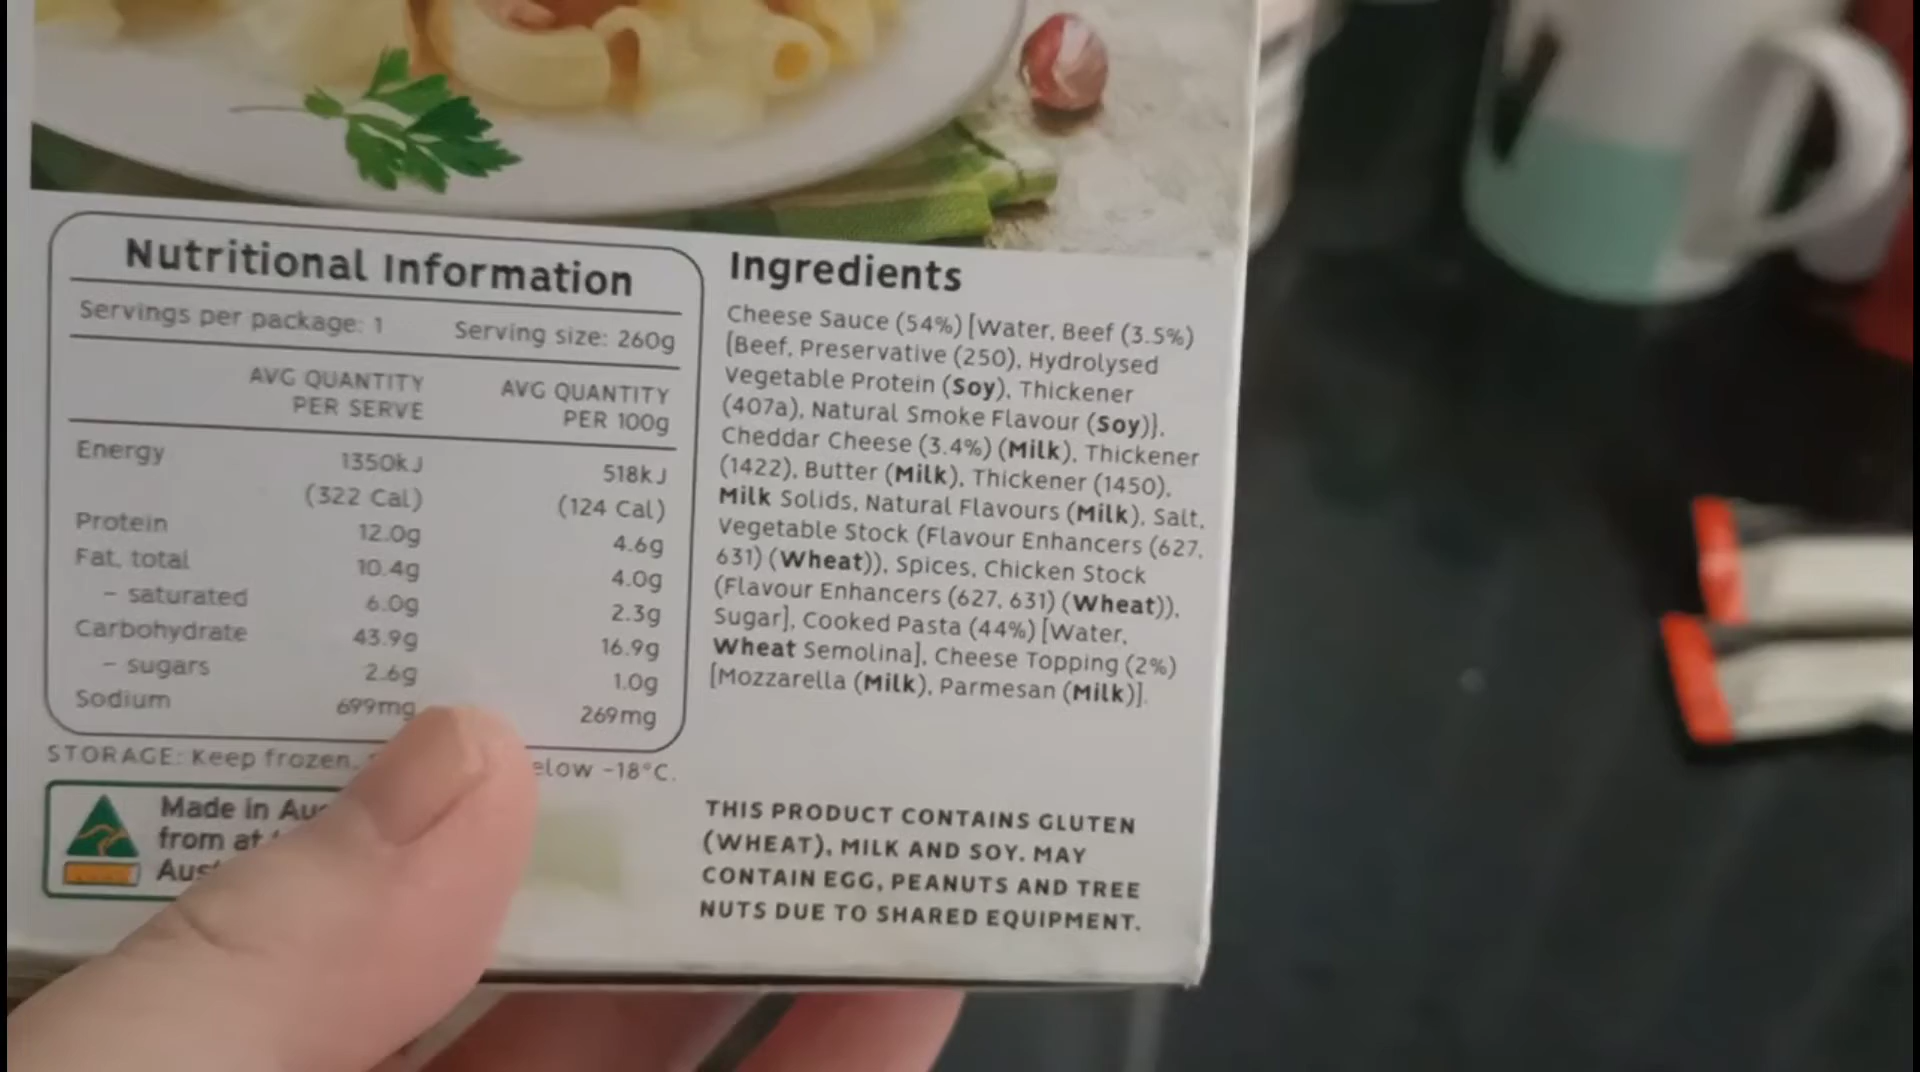 Nutritional Information
Servings per package: 1 Serving size: 260g
AVG QUANTITY PER SERVE AVG QUANTITY PER 100g
Energy 1350kJ 518kJ
(322 Cal) (124 Cal)
Protein 12.0g 4.6g
Fat, total 10.4g 4.0g
- saturated 6.0g 2.3g
Carbohydrate 43.9g 16.9g
- sugars 2.6g 1.0g
Sodium 699mg 269mg
STORAGE: Keep frozen. -18°C.
Made in
from at
Ingredients
Cheese Sauce (54%) [Water, Beef (3.5%)
{Beef, Preservative (250), Hydrolysed
Vegetable Protein (Soy), Thickener
(407a), Natural Smoke Flavour (Soy)},
Cheddar Cheese (3.4%) (Milk), Thickener
(1422), Butter (Milk), Thickener (1450),
Milk Solids, Natural Flavours (Milk), Salt,
Vegetable Stock (Flavour Enhancers (627,
631) (Wheat)), Spices, Chicken Stock
(Flavour Enhancers (627, 631) (Wheat)),
Sugar], Cooked Pasta (44%) [Water,
Wheat Semolina], Cheese Topping (2%)
[Mozzarella (Milk), Parmesan (Milk)].
THIS PRODUCT CONTAINS GLUTEN
(WHEAT), MILK AND SOY. MAY
CONTAIN EGG, PEANUTS AND TREE
NUTS DUE TO SHARED EQUIPMENT.